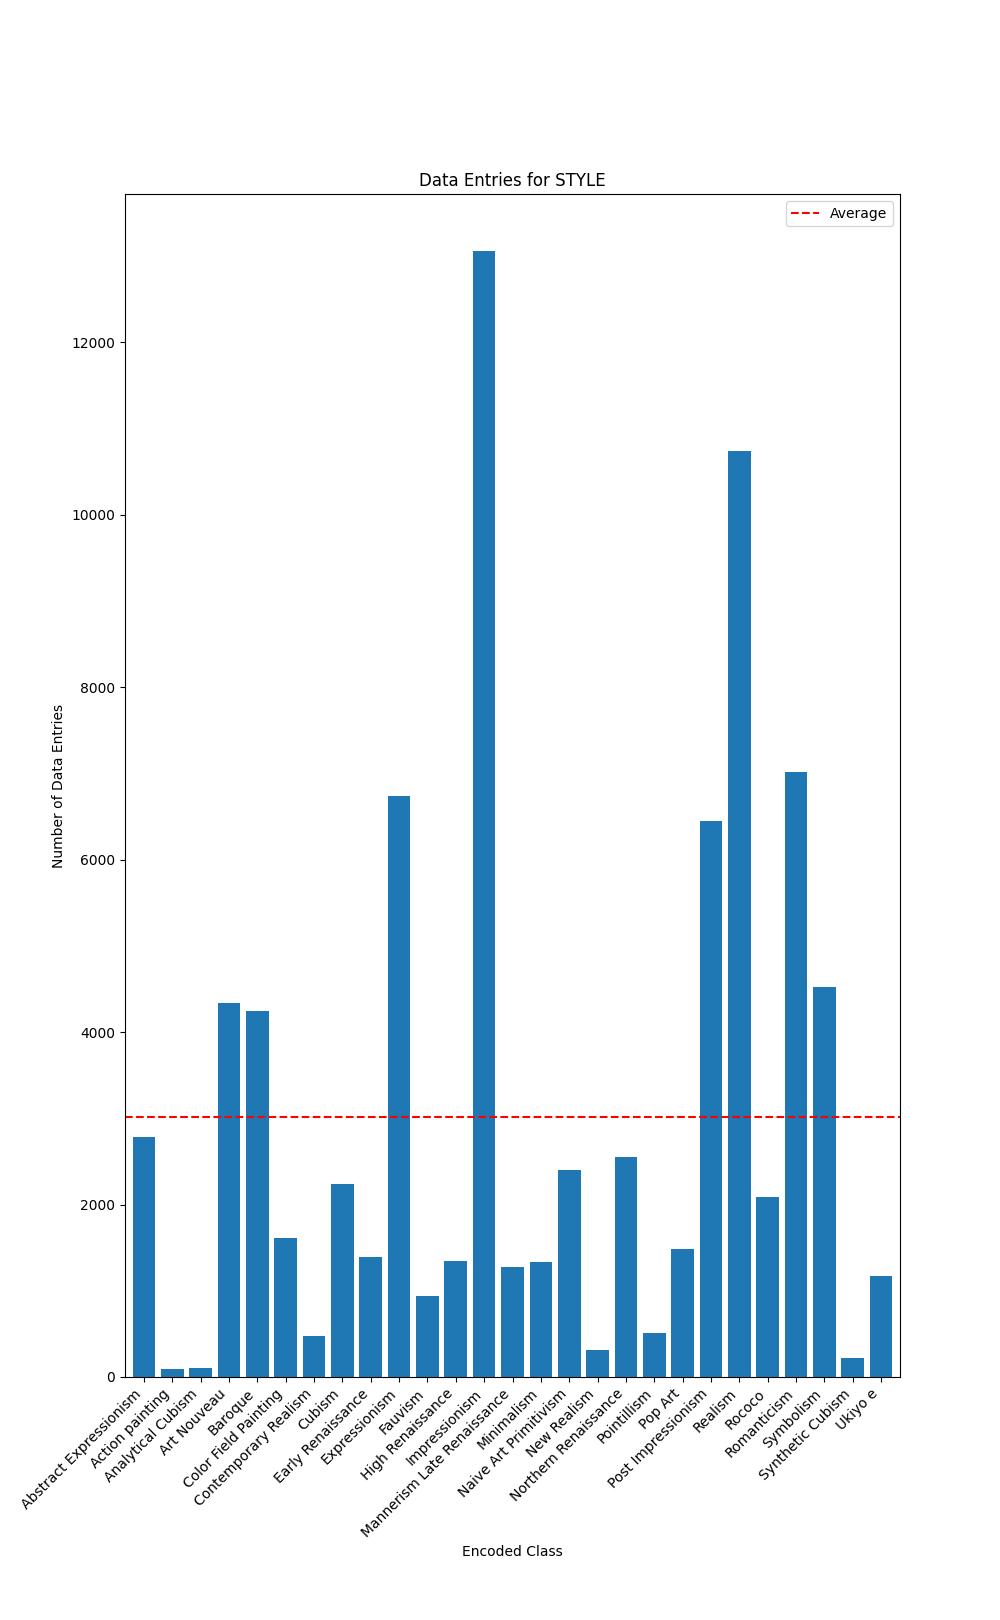 Data Entries for STYLE
Average
12000
10000
8000
6000
4000
2000
0
Number of Data Entries
Abstract Expressionism
Action painting
Analytical Cubism
Art Nouveau
Baroque
Color Field Painting
Contemporary Realism
Cubism
Early Renaissance
Expressionism
Fauvism
High Renaissance
Impressionism
Mannerism Late Renaissance
Minimalism
Naive Art Primitivism
New Realism
Northern Renaissance
Pointillism
Pop Art
Post Impressionism
Realism
Rococo
Romanticism
Symbolism
Synthetic Cubism
Ukiyo e
Encoded Class